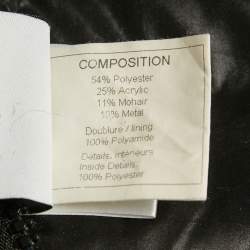 COMPOSITION
54% Polyester
25% Acrylic
11% Mohair
10% Metal
Doublure / lining
100% Polyamide
Détails, intérieurs
Inside Details:
100% Polyester